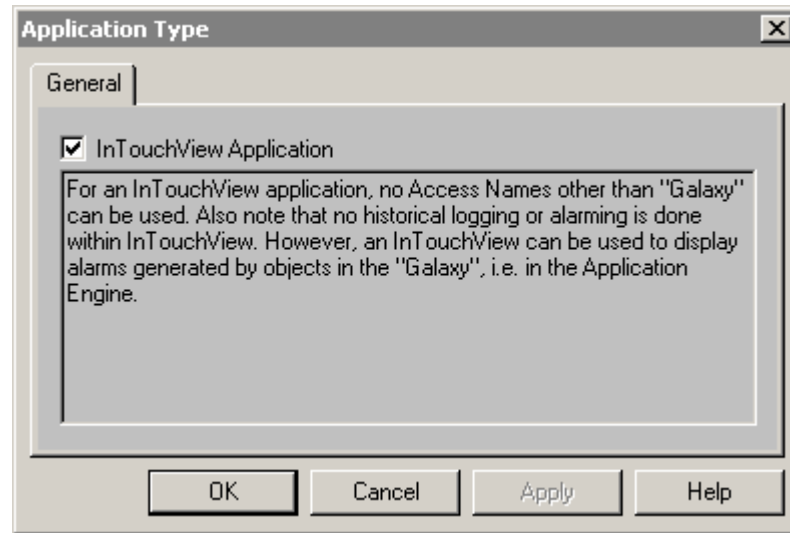 Application Type
General
InTouchView Application
For an InTouchView application, no Access Names other than "Galaxy"
can be used. Also note that no historical logging or alarming is done
within InTouchView. However, an InTouchView can be used to display
alarms generated by objects in the "Galaxy", i.e. in the Application
Engine.
OK Cancel Apply Help